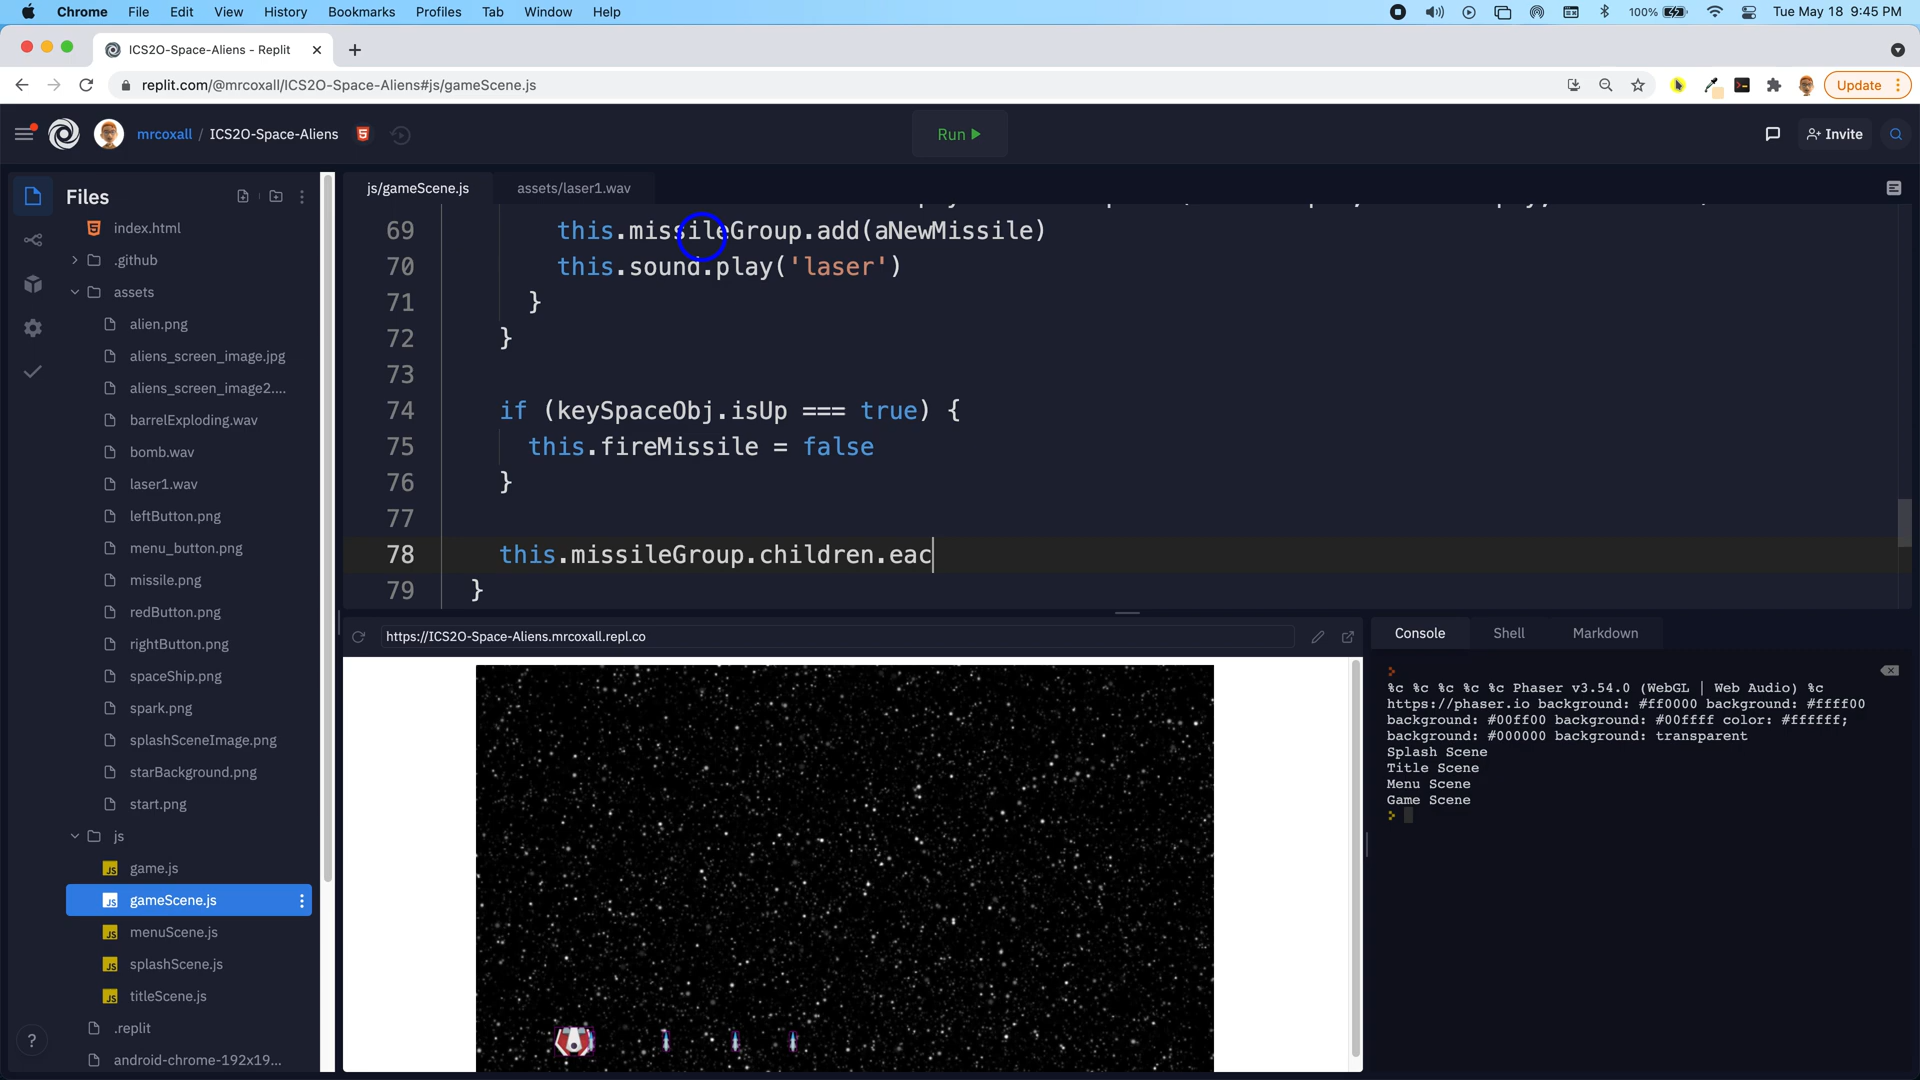 Chrome File Edit View History Bookmarks Profiles Tab Window Help 100% Tue May 18 9:45 PM
ICS2O-Space-Aliens - Replit
replit.com/@mrcoxall/ICS2O-Space-Aliens#js/gameScene.js Update
mrcoxall / ICS2O-Space-Aliens Run Invite
Files
index.html
.github
assets
alien.png
aliens_screen_image.jpg
aliens_screen_image2....
barrelExploding.wav
bomb.wav
laser1.wav
leftButton.png
menu_button.png
missile.png
redButton.png
rightButton.png
spaceShip.png
spark.png
splashSceneImage.png
starBackground.png
start.png
js
JS game.js
JS gameScene.js
JS menuScene.js
JS splashScene.js
JS titleScene.js
.replit
android-chrome-192x19...
?
js/gameScene.js assets/laser1.wav
69 this.missileGroup.add(aNewMissile)
70 this.sound.play('laser')
71 }
72 }
73
74 if (keySpaceObj.isUp === true) {
75 this.fireMissile = false
76 }
77
78 this.missileGroup.children.eac
79 }
https://ICS2O-Space-Aliens.mrcoxall.repl.co
Console Shell Markdown
%c %c %c %c %c Phaser v3.54.0 (WebGL | Web Audio) %c
https://phaser.io background: #ff0000 background: #ffff00
background: #00ff00 background: #00ffff color: #ffffff;
background: #000000 background: transparent
Splash Scene
Title Scene
Menu Scene
Game Scene